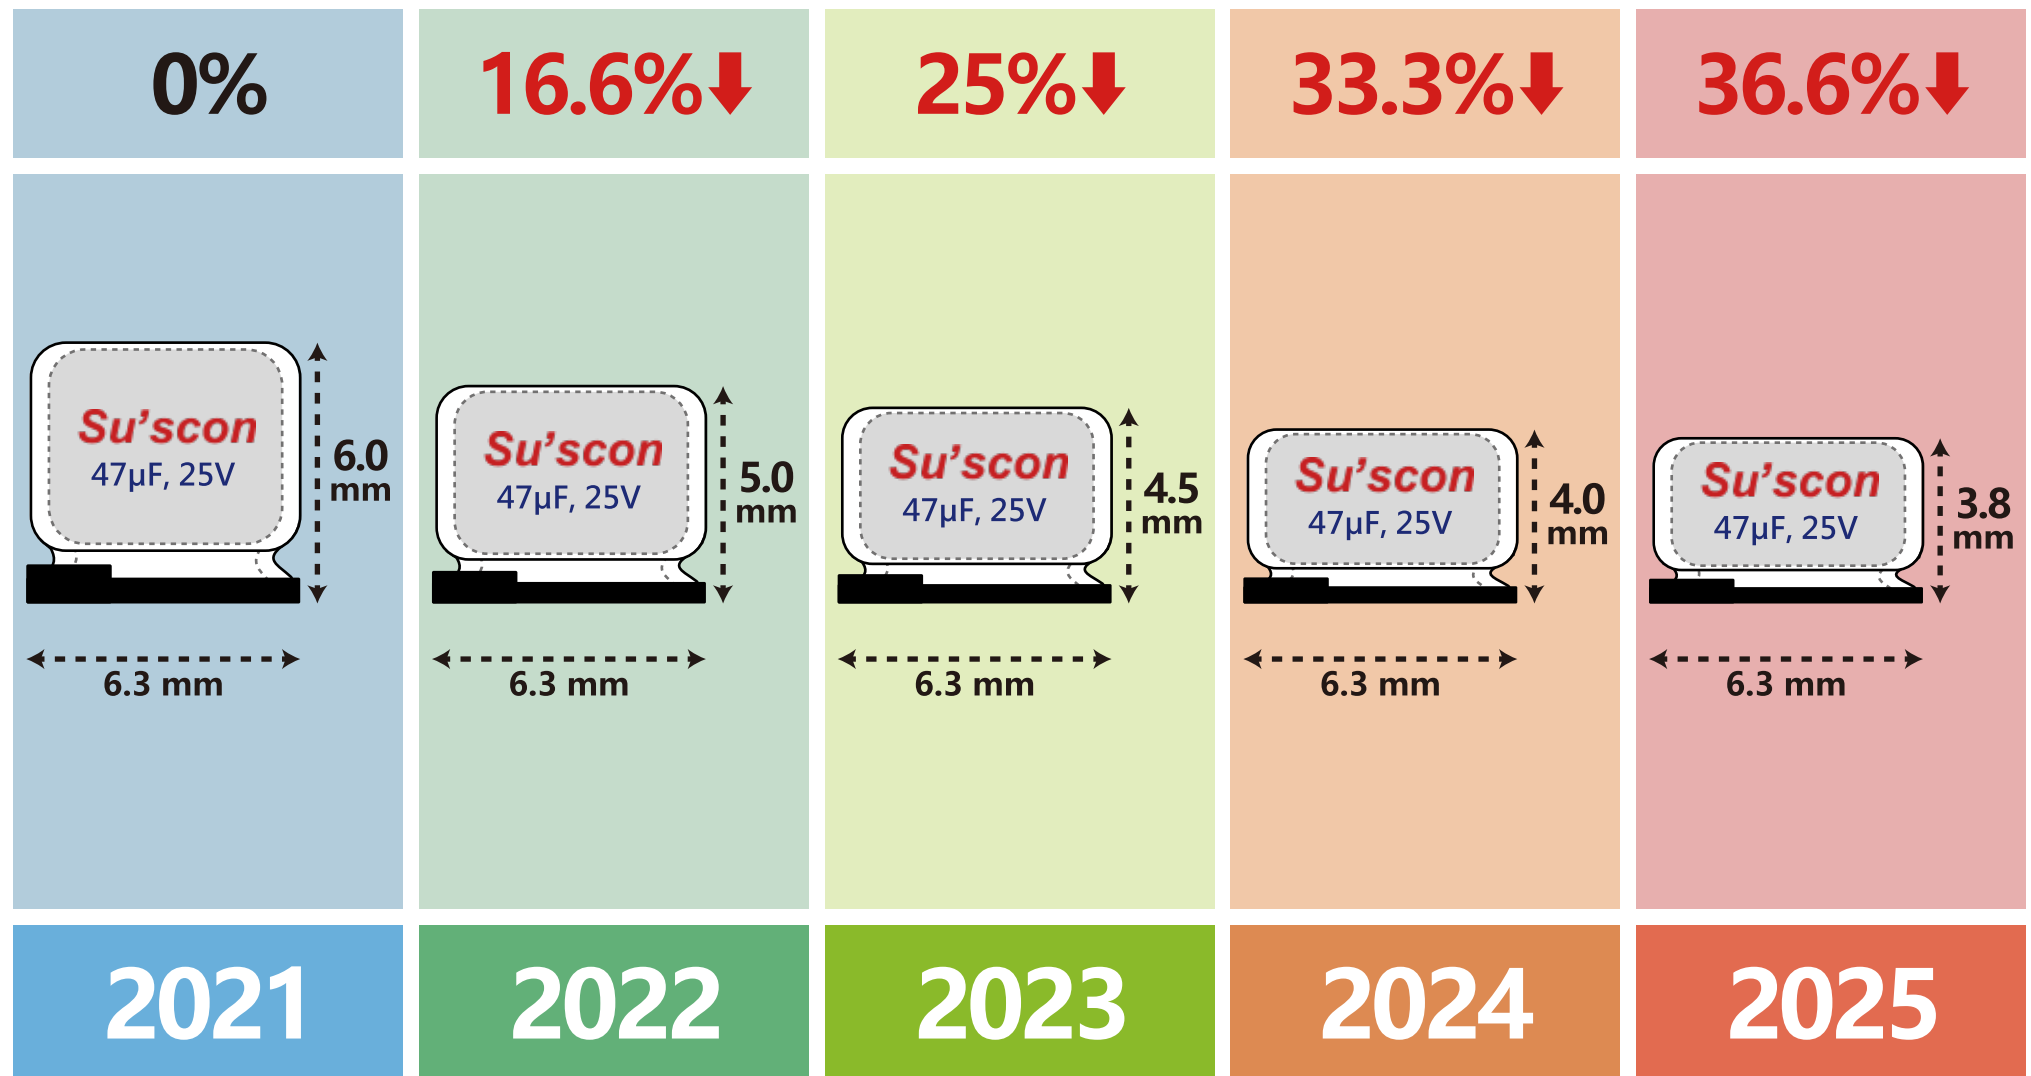 0%
16.6%
25%
33.3%
36.6%
Su'scon
47μF, 25V
6.0
mm
6.3 mm
Su'scon
47μF, 25V
5.0
mm
6.3 mm
Su'scon
47μF, 25V
4.5
mm
6.3 mm
Su'scon
47μF, 25V
4.0
mm
6.3 mm
Su'scon
47μF, 25V
3.8
mm
6.3 mm
2021
2022
2023
2024
2025